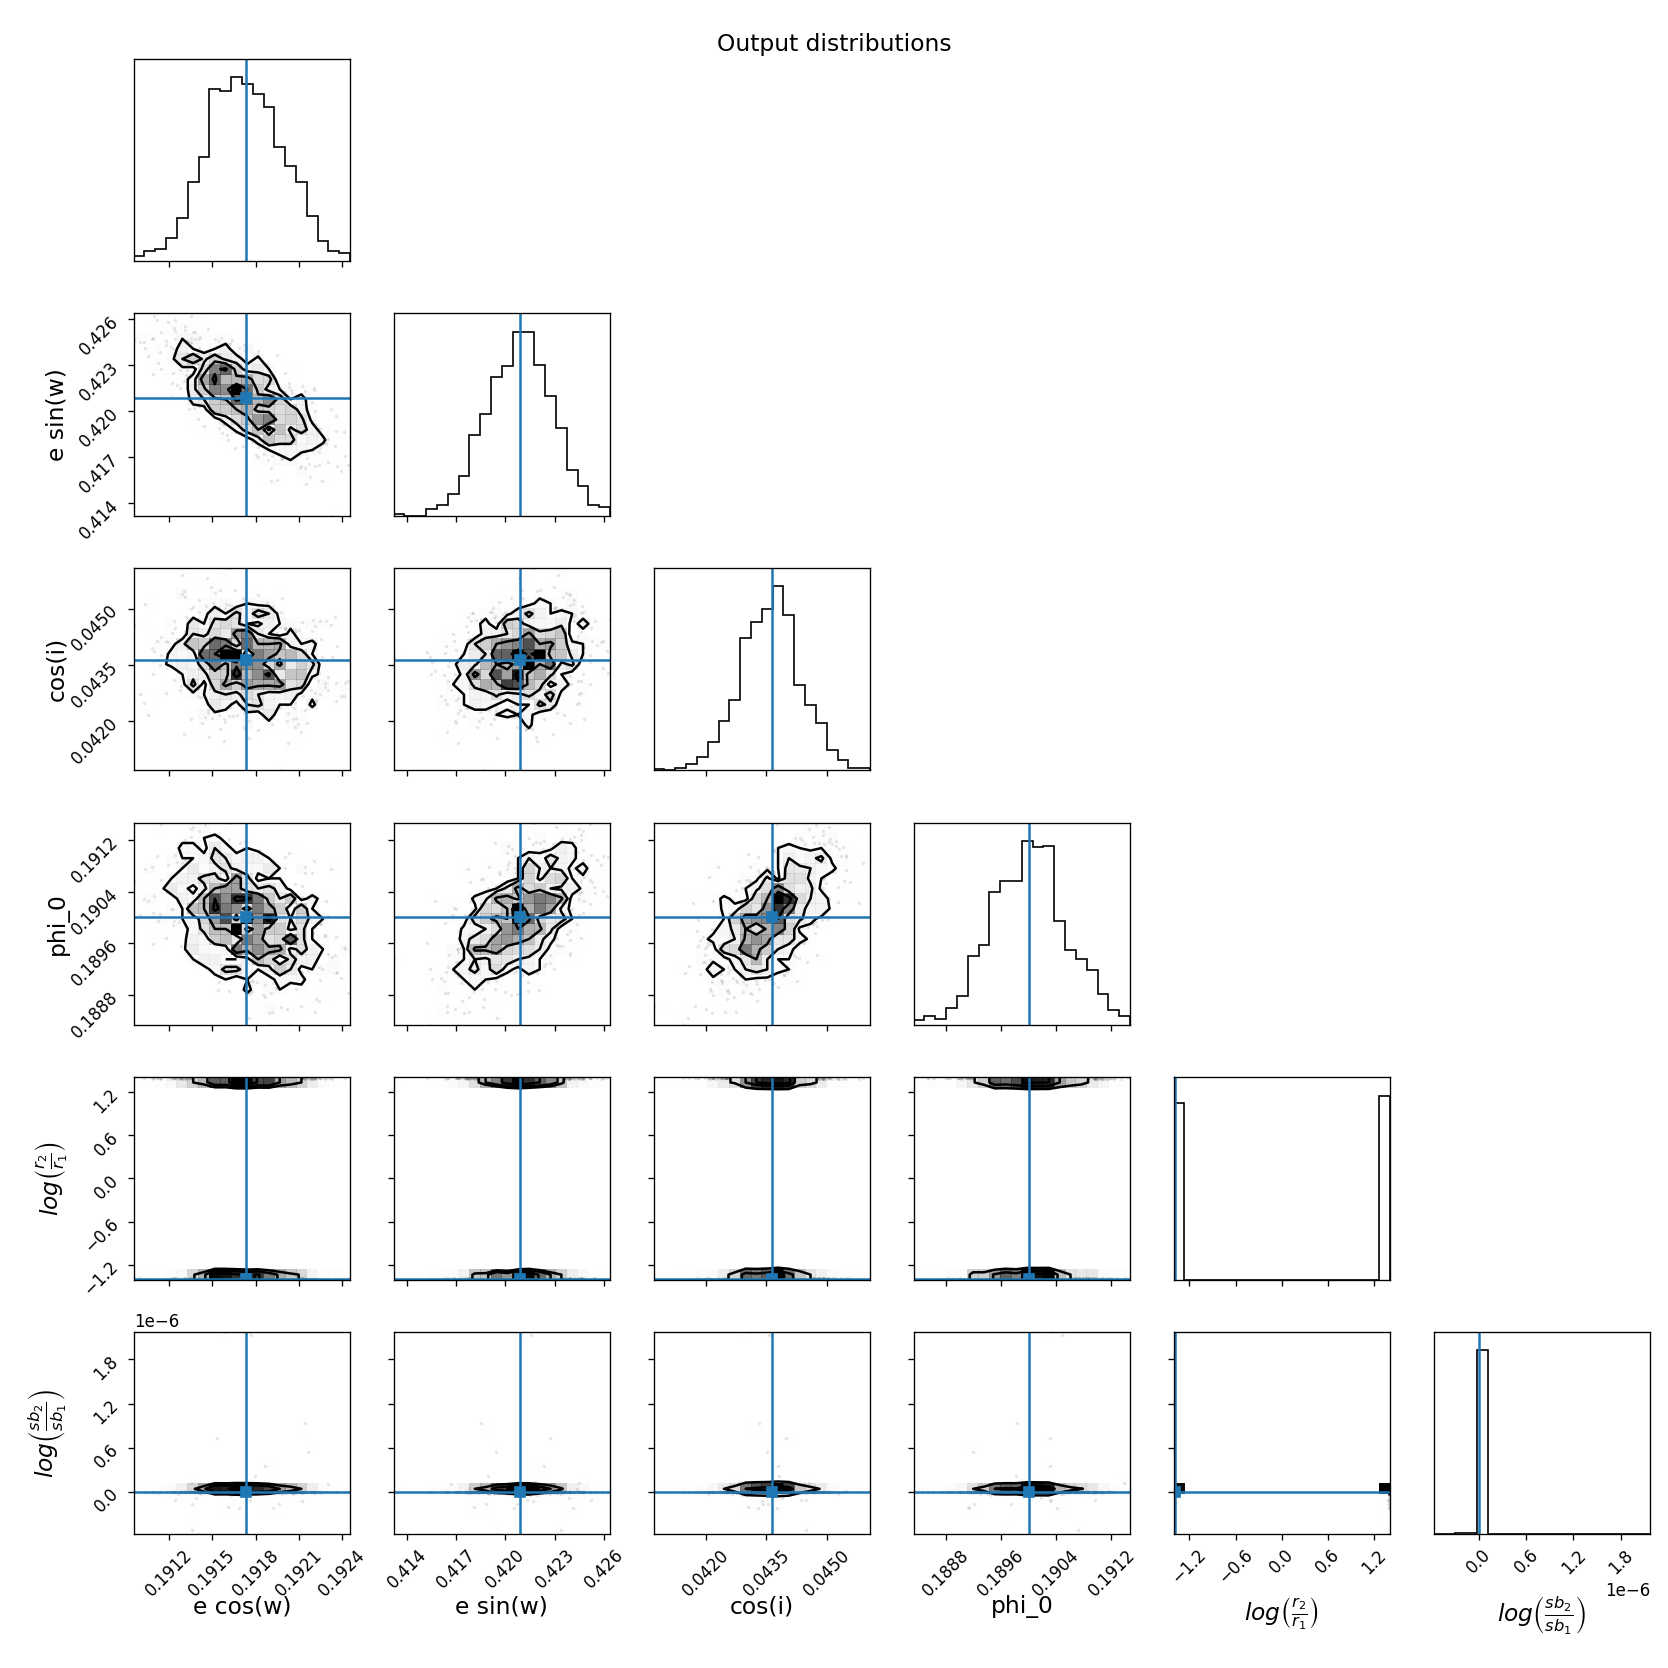 Output distributions
0.426
0.423
0.420
0.417
0.414
e sin(w)
0.0450
0.0435
0.0420
cos(i)
0.1912
0.1904
0.1896
0.1888
phi_0
1.2
0.6
0.0
−0.6
−1.2
log(r2/r1)
1e−6
1.8
1.2
0.6
0.0
log(sb2/sb1)
0.1912 0.1915 0.1918 0.1921 0.1924
0.414 0.417 0.420 0.423 0.426
0.0420 0.0435 0.0450
0.1888 0.1896 0.1904 0.1912
−1.2 −0.6 0.0 0.6 1.2
0.0 0.6 1.2 1.8
1e−6
e cos(w)
e sin(w)
cos(i)
phi_0
log(r2/r1)
log(sb2/sb1)